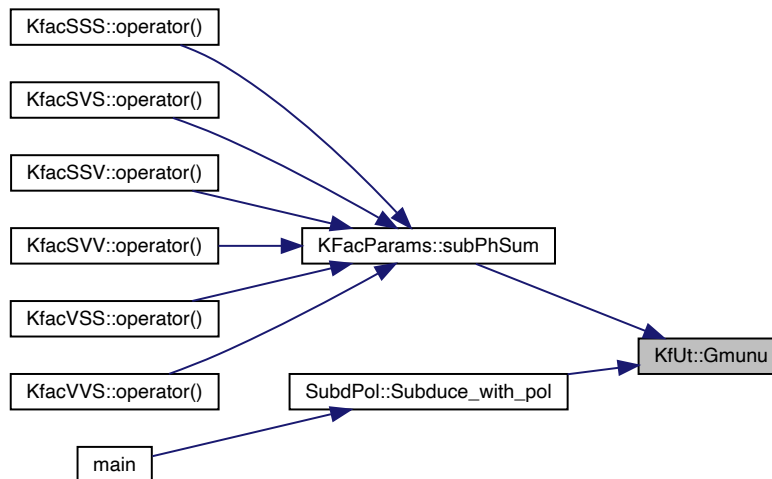 KfacSSS::operator()
KfacSVS::operator()
KfacSSV::operator()
KfacSVV::operator()
KFacParams::subPhSum
KfacVSS::operator()
KfUt::Gmunu
KfacVVS::operator()
SubdPol::Subduce_with_pol
main